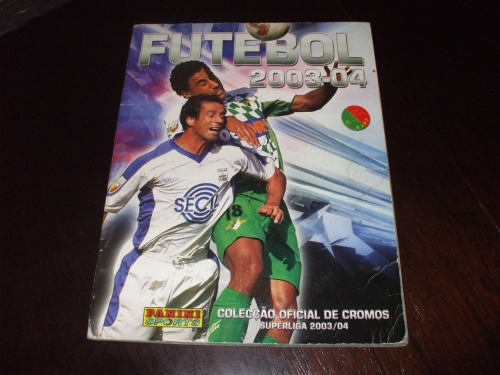 FUTEBOL
2003-04
SECIL
18
PANINI
SPORTS
COLECÇÃO OFICIAL DE CROMOS
SUPERLIGA 2003/04